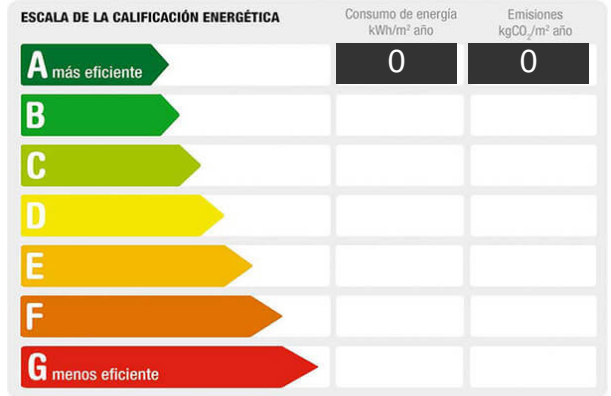 ESCALA DE LA CALIFICACIÓN ENERGÉTICA
Consumo de energía
kWh/m² año
Emisiones
kgCO₂/m² año
A más eficiente
0
0
B
C
D
E
F
G menos eficiente